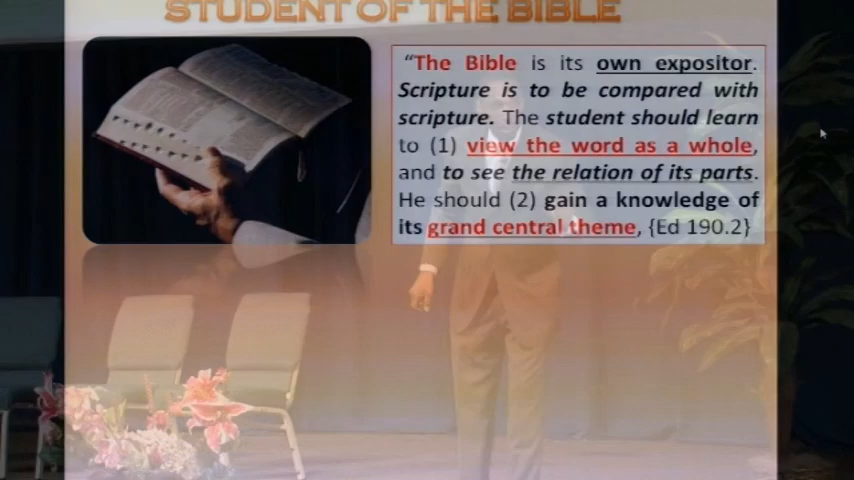 STUDENT OF THE BIBLE
“The Bible is its own expositor.
Scripture is to be compared with
scripture. The student should learn
to (1) view the word as a whole,
and to see the relation of its parts.
He should (2) gain a knowledge of
its grand central theme, {Ed 190.2}